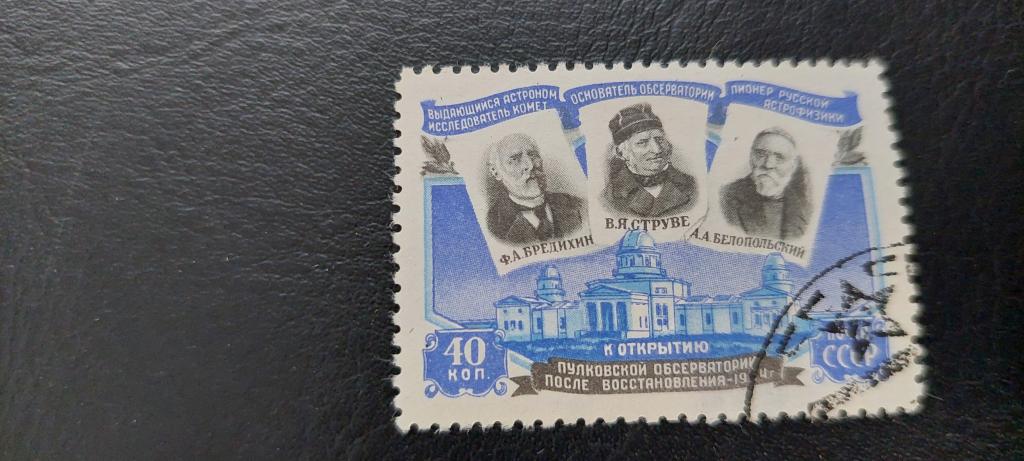 ВЫДАЮЩИЙСЯ АСТРОНОМ
ИССЛЕДОВАТЕЛЬ КОМЕТ
ОСНОВАТЕЛЬ ОБСЕРВАТОРИИ
ПИОНЕР РУССКОЙ
АСТРОФИЗИКИ
Ф.А.БРЕДИХИН
В.Я.СТРУВЕ
А.А.БЕЛОПОЛЬСКИЙ
40
КОП.
К ОТКРЫТИЮ
ПУЛКОВСКОЙ ОБСЕРВАТОРИИ
ПОСЛЕ ВОССТАНОВЛЕНИЯ-19
СССР